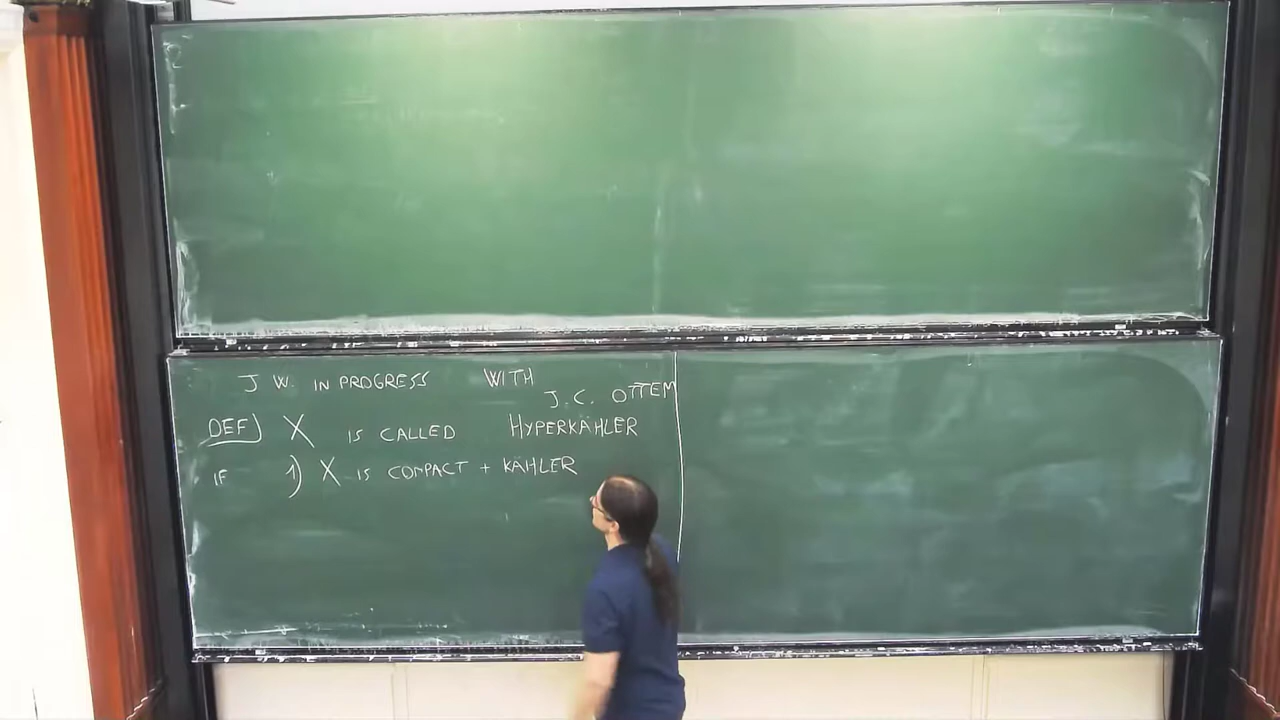 J W. IN PROGRESS WITH
J.C. OTTEM
DEF) X IS CALLED HYPERKÄHLER
IF 1) X IS COMPACT + KÄHLER